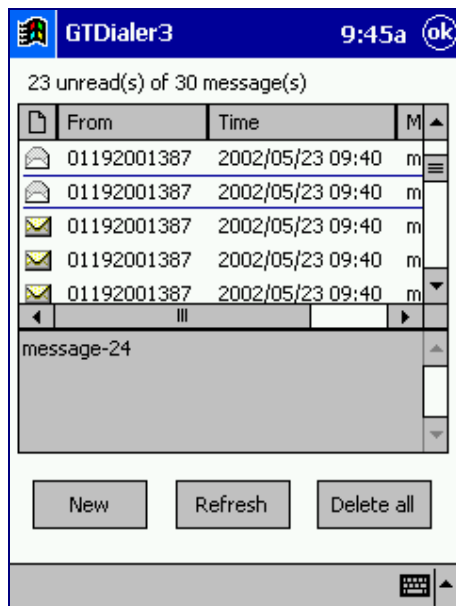 GTDialer3 9:45a ok
23 unread(s) of 30 message(s)
From Time M
01192001387 2002/05/23 09:40 m
01192001387 2002/05/23 09:40 m
01192001387 2002/05/23 09:40 m
01192001387 2002/05/23 09:40 m
01192001387 2002/05/23 09:40 m
message-24
New Refresh Delete all